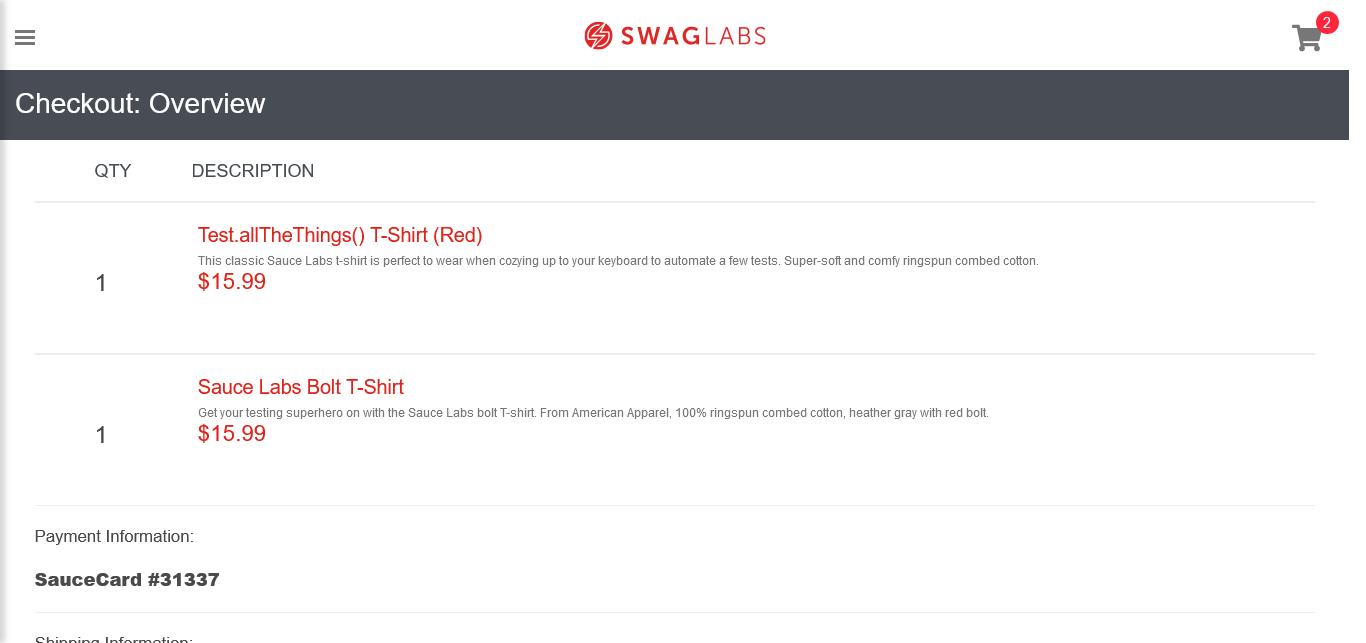 SWAGLABS
2
Checkout: Overview
QTY DESCRIPTION
Test.allTheThings() T-Shirt (Red)
This classic Sauce Labs t-shirt is perfect to wear when cozying up to your keyboard to automate a few tests. Super-soft and comfy ringspun combed cotton.
1
$15.99
Sauce Labs Bolt T-Shirt
Get your testing superhero on with the Sauce Labs bolt T-shirt. From American Apparel, 100% ringspun combed cotton, heather gray with red bolt.
1
$15.99
Payment Information:
SauceCard #31337
Shipping Information: